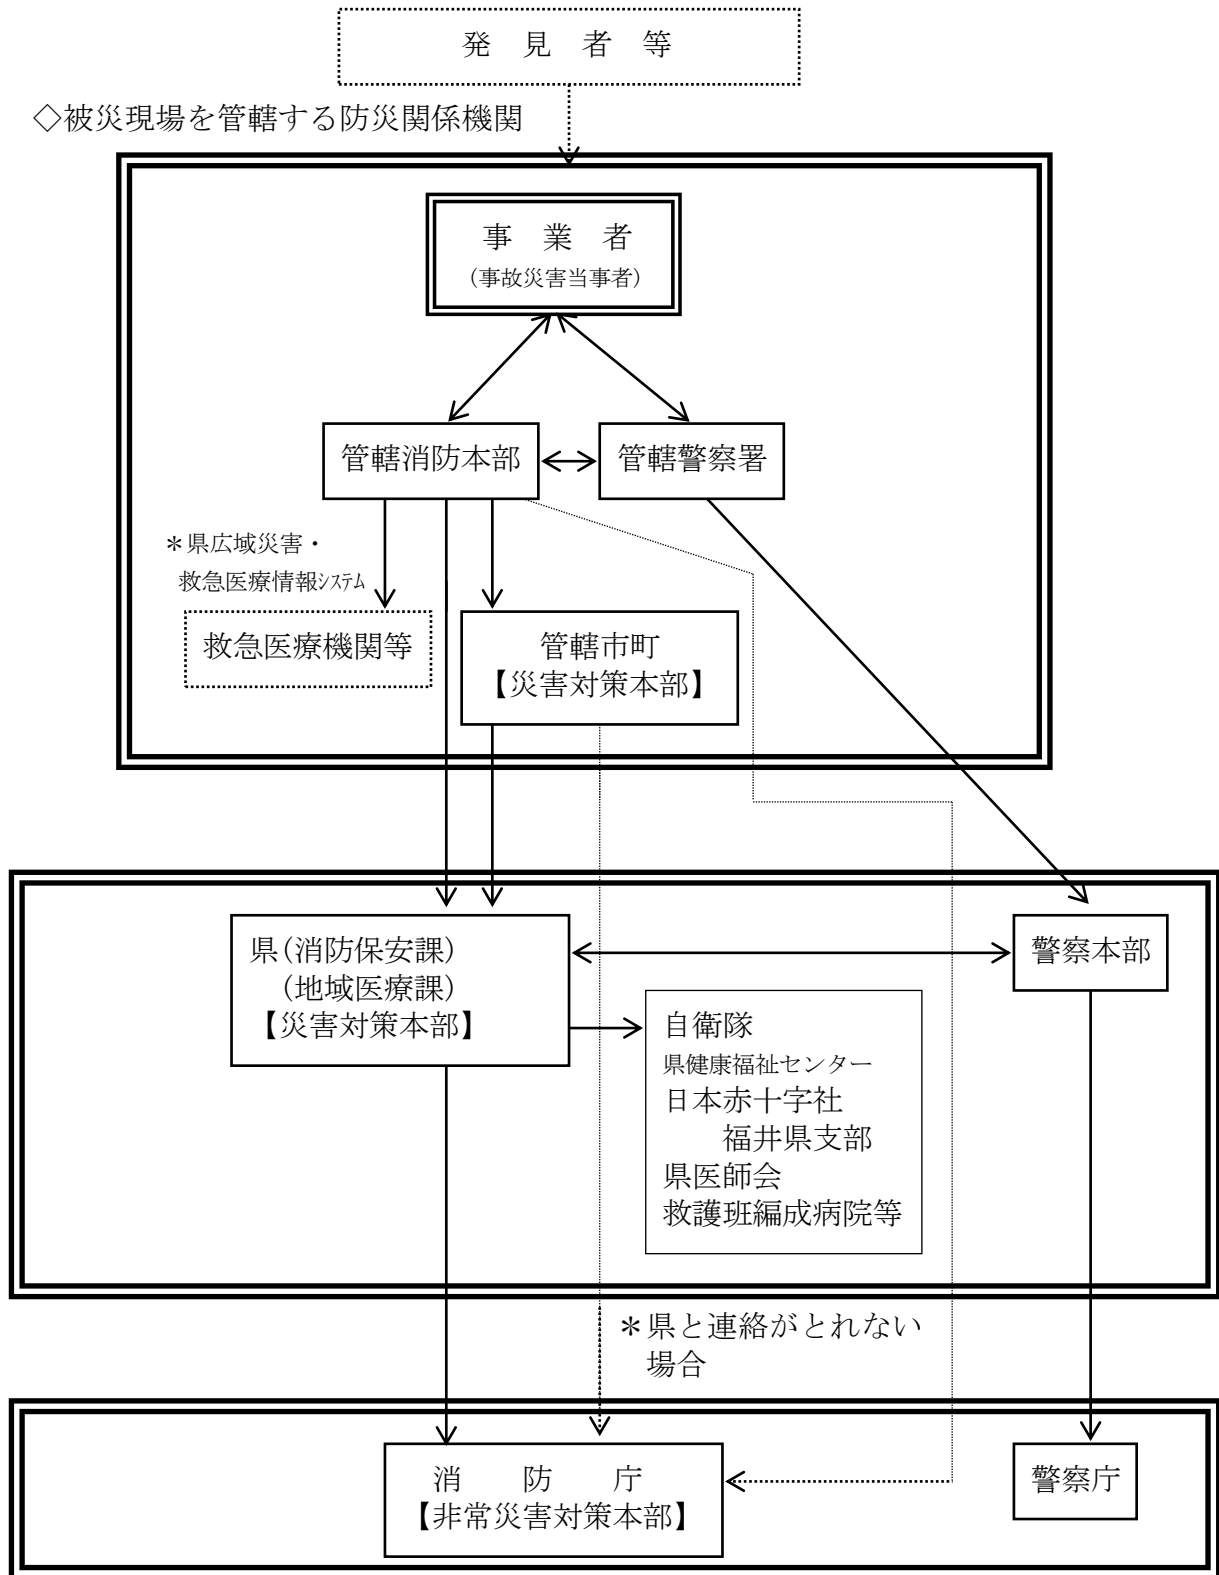 発 見 者 等
◇被災現場を管轄する防災関係機関
事 業 者
（事故災害当事者）
管轄消防本部
管轄警察署
＊県広域災害・
救急医療情報ｼｽﾃﾑ
救急医療機関等
管轄市町
【災害対策本部】
県（消防保安課）
（地域医療課）
【災害対策本部】
警察本部
自衛隊
県健康福祉センター
日本赤十字社
福井県支部
県医師会
救護班編成病院等
＊県と連絡がとれない
場合
消 防 庁
【非常災害対策本部】
警察庁